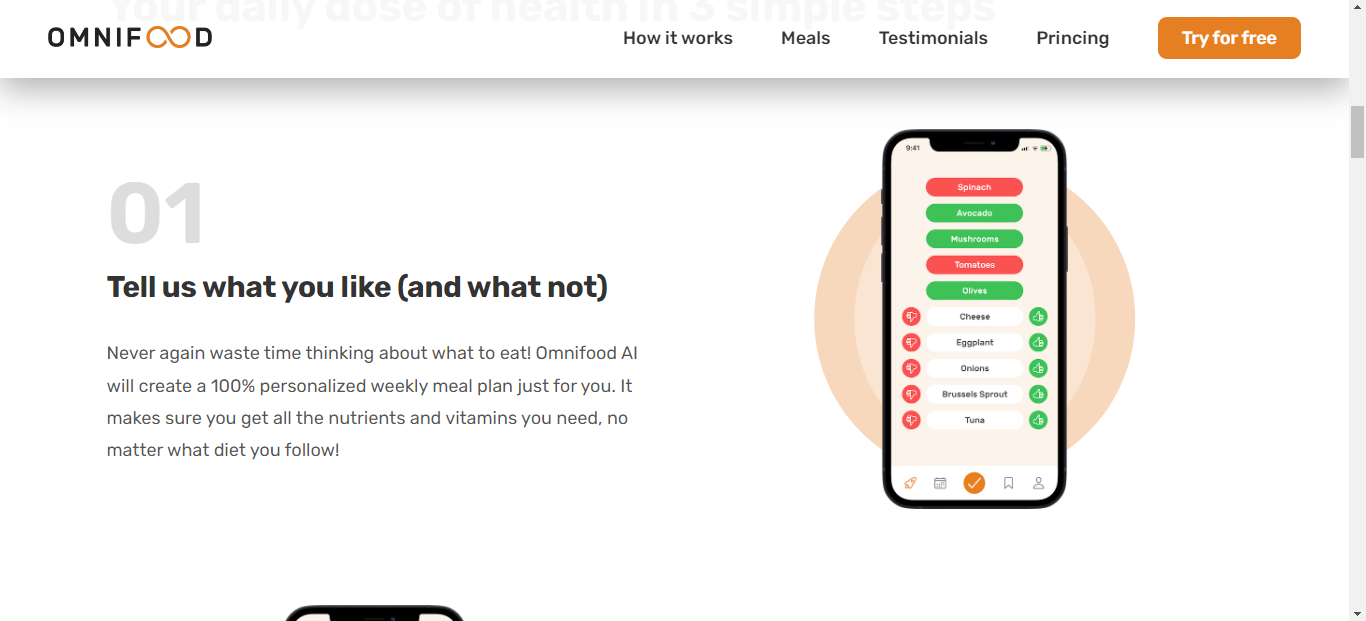 Your daily dose of health in 3 simple steps
OMNIFOOD
How it works
Meals
Testimonials
Princing
Try for free
01
Tell us what you like (and what not)
Never again waste time thinking about what to eat! Omnifood AI
will create a 100% personalized weekly meal plan just for you. It
makes sure you get all the nutrients and vitamins you need, no
matter what diet you follow!
9:41
Spinach
Avocado
Mushrooms
Tomatoes
Olives
Cheese
Eggplant
Onions
Brussels Sprout
Tuna